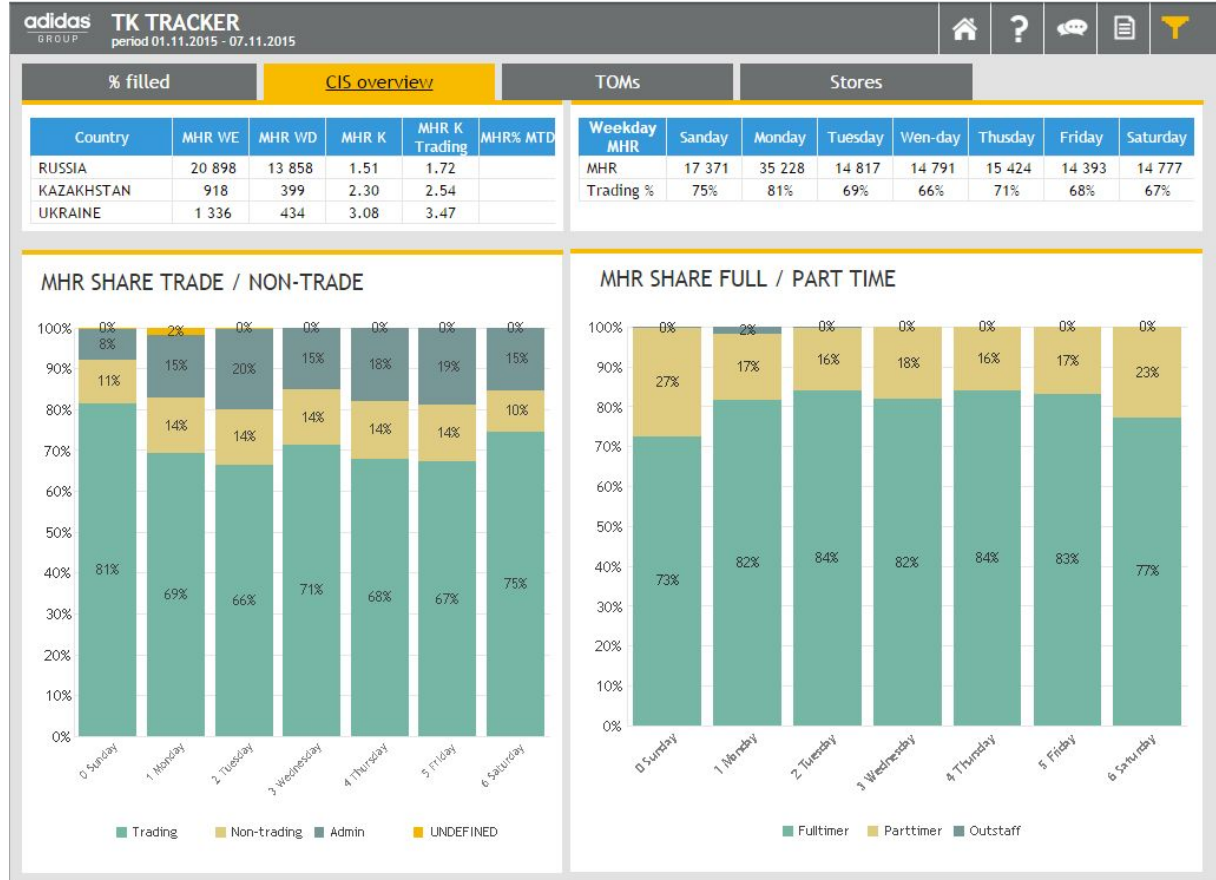 adidas
GROUP
TK TRACKER
period 01.11.2015 - 07.11.2015
?
% filled
CIS overview
TOMs
Stores
Country MHR WE MHR WD MHR K MHR K Trading MHR% MTD
RUSSIA 20 898 13 858 1.51 1.72
KAZAKHSTAN 918 399 2.30 2.54
UKRAINE 1 336 434 3.08 3.47
Weekday MHR Sanday Monday Tuesday Wen-day Thusday Friday Saturday
MHR 17 371 35 228 14 817 14 791 15 424 14 393 14 777
Trading % 75% 81% 69% 66% 71% 68% 67%
MHR SHARE TRADE / NON-TRADE
100% 0% 2% 0% 0% 0% 0% 0%
8% 15% 20% 15% 18% 19% 15%
90%
11% 14% 14% 14% 14% 14% 10%
80%
70%
60%
50%
40%
81% 69% 66% 71% 68% 67% 75%
30%
20%
10%
0%
0 Sunday 1 Monday 2 Tuesday 3 Wednesday 4 Thursday 5 Friday 6 Saturday
Trading Non-trading Admin UNDEFINED
MHR SHARE FULL / PART TIME
100% 0% 2% 0% 0% 0% 0% 0%
90%
27% 17% 16% 18% 16% 17% 23%
80%
70%
60%
50%
40%
73% 82% 84% 82% 84% 83% 77%
30%
20%
10%
0%
0 Sunday 1 Monday 2 Tuesday 3 Wednesday 4 Thursday 5 Friday 6 Saturday
Fulltimer Parttimer Outstaff